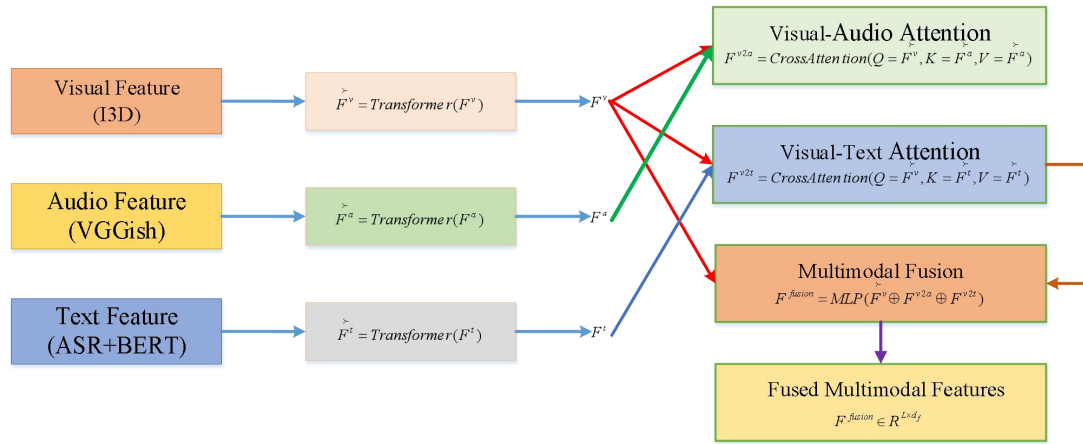 Visual Feature
(I3D)
F̂^v = Transformer(F^v)
F^v
Visual-Audio Attention
F^{v2a} = CrossAttention(Q = F̂^v, K = F̂^a, V = F̂^a)
Audio Feature
(VGGish)
F̂^a = Transformer(F^a)
F^a
Visual-Text Attention
F^{v2t} = CrossAttention(Q = F̂^v, K = F̂^t, V = F̂^t)
Text Feature
(ASR+BERT)
F̂^t = Transformer(F^t)
F^t
Multimodal Fusion
F^{fusion} = MLP(F̂^v ⊕ F^{v2a} ⊕ F^{v2t})
Fused Multimodal Features
F^{fusion} ∈ R^{L×d_f}